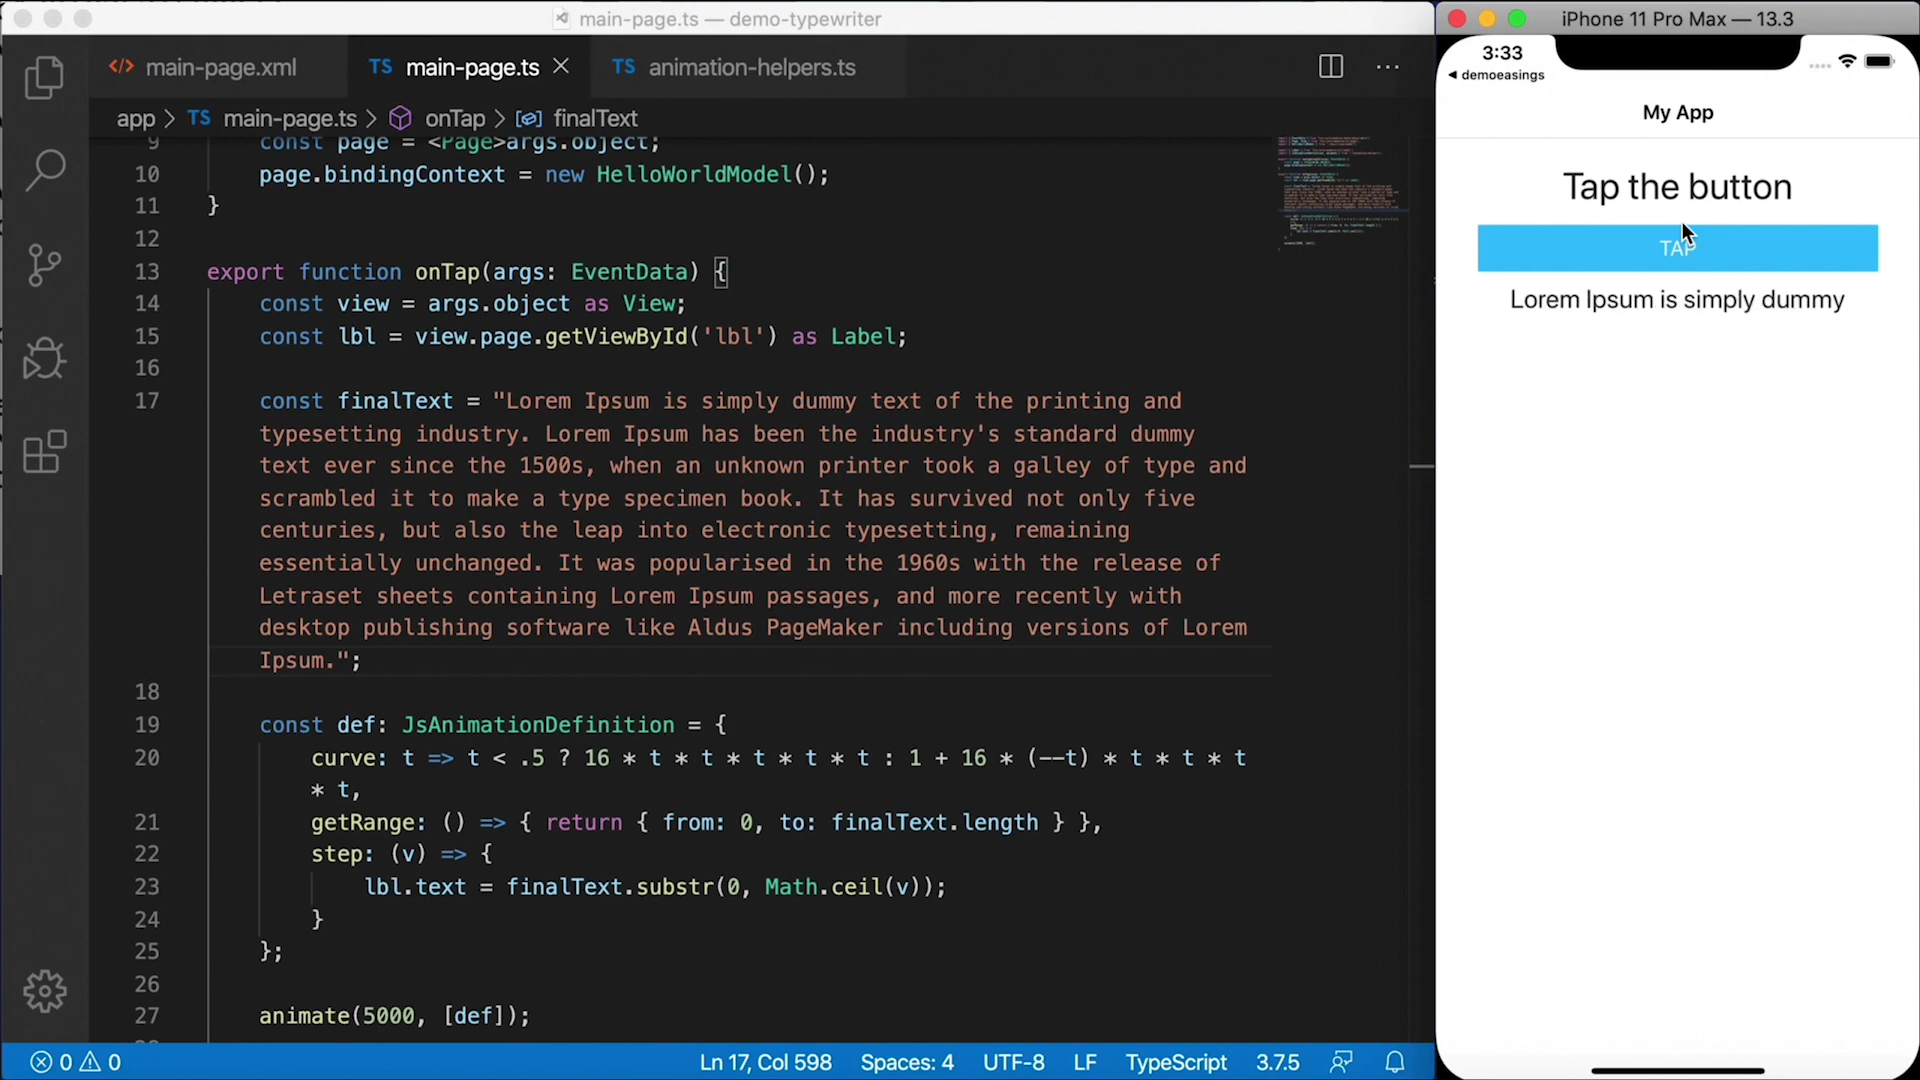 main-page.ts — demo-typewriter
main-page.xml
TS main-page.ts
TS animation-helpers.ts
app > TS main-page.ts > onTap > finalText
9 const page = <Page>args.object;
10 page.bindingContext = new HelloWorldModel();
11 }
12
13 export function onTap(args: EventData) {
14 const view = args.object as View;
15 const lbl = view.page.getViewById('lbl') as Label;
16
17 const finalText = "Lorem Ipsum is simply dummy text of the printing and
typesetting industry. Lorem Ipsum has been the industry's standard dummy
text ever since the 1500s, when an unknown printer took a galley of type and
scrambled it to make a type specimen book. It has survived not only five
centuries, but also the leap into electronic typesetting, remaining
essentially unchanged. It was popularised in the 1960s with the release of
Letraset sheets containing Lorem Ipsum passages, and more recently with
desktop publishing software like Aldus PageMaker including versions of Lorem
Ipsum.";
18
19 const def: JsAnimationDefinition = {
20 curve: t => t < .5 ? 16 * t * t * t * t * t : 1 + 16 * (--t) * t * t * t
* t,
21 getRange: () => { return { from: 0, to: finalText.length } },
22 step: (v) => {
23 lbl.text = finalText.substr(0, Math.ceil(v));
24 }
25 };
26
27 animate(5000, [def]);
0 0
Ln 17, Col 598
Spaces: 4
UTF-8
LF
TypeScript
3.7.5
iPhone 11 Pro Max — 13.3
3:33
demoeasings
My App
Tap the button
TAP
Lorem Ipsum is simply dummy